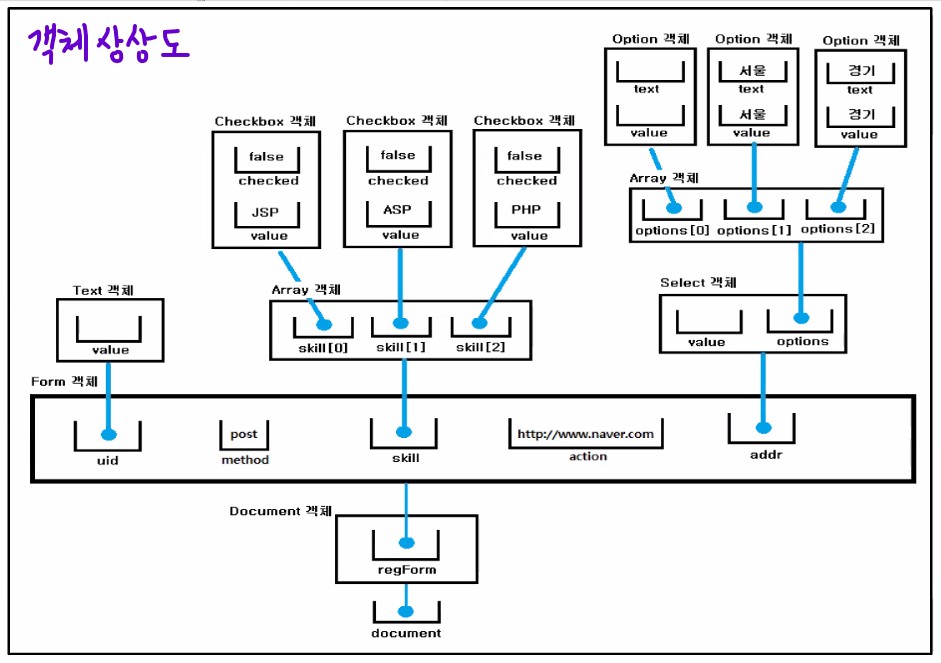 객체상상도
Option 객체 Option 객체 Option 객체
서울 경기
text text text
서울 경기
value value value
Checkbox 객체 Checkbox 객체 Checkbox 객체
false false false
checked checked checked
JSP ASP PHP
value value value
Array 객체
options[0] options[1] options[2]
Text 객체
value
Array 객체
skill[0] skill[1] skill[2]
Select 객체
value options
Form 객체
uid
post
method
skill
http://www.naver.com
action
addr
Document 객체
regForm
document